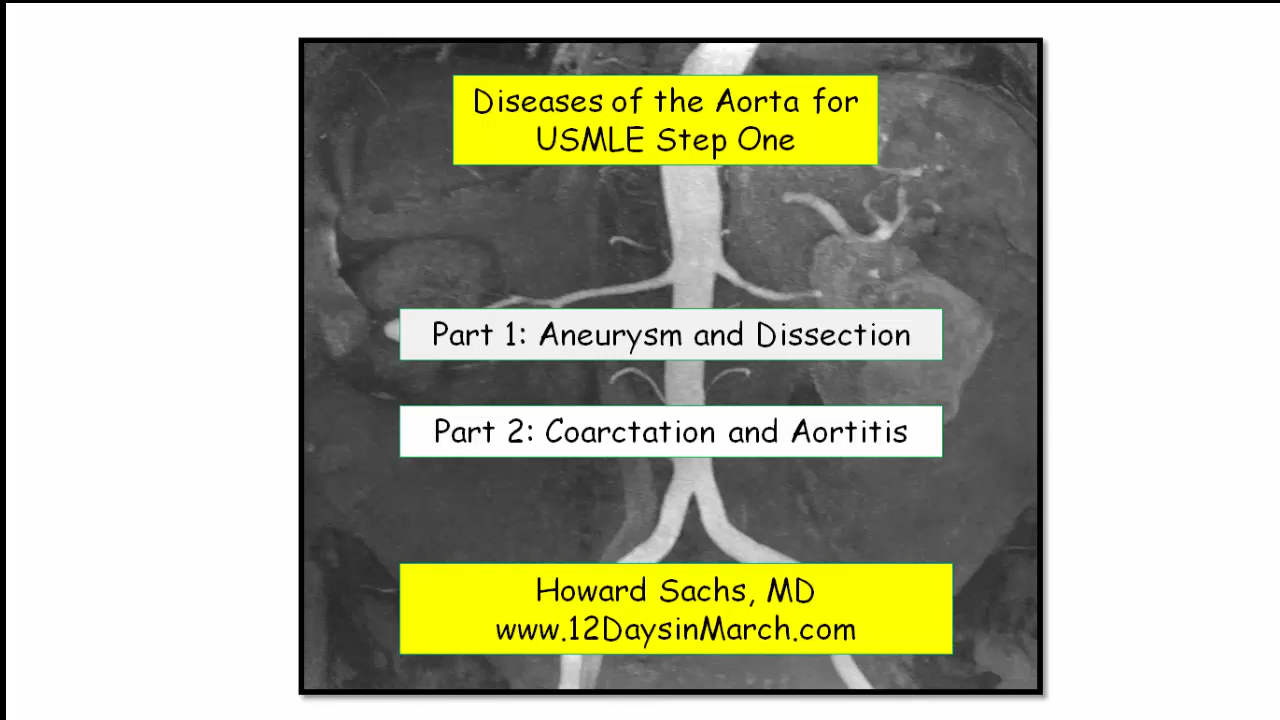 Diseases of the Aorta for
USMLE Step One
Part 1: Aneurysm and Dissection
Part 2: Coarctation and Aortitis
Howard Sachs, MD
www.12DaysinMarch.com